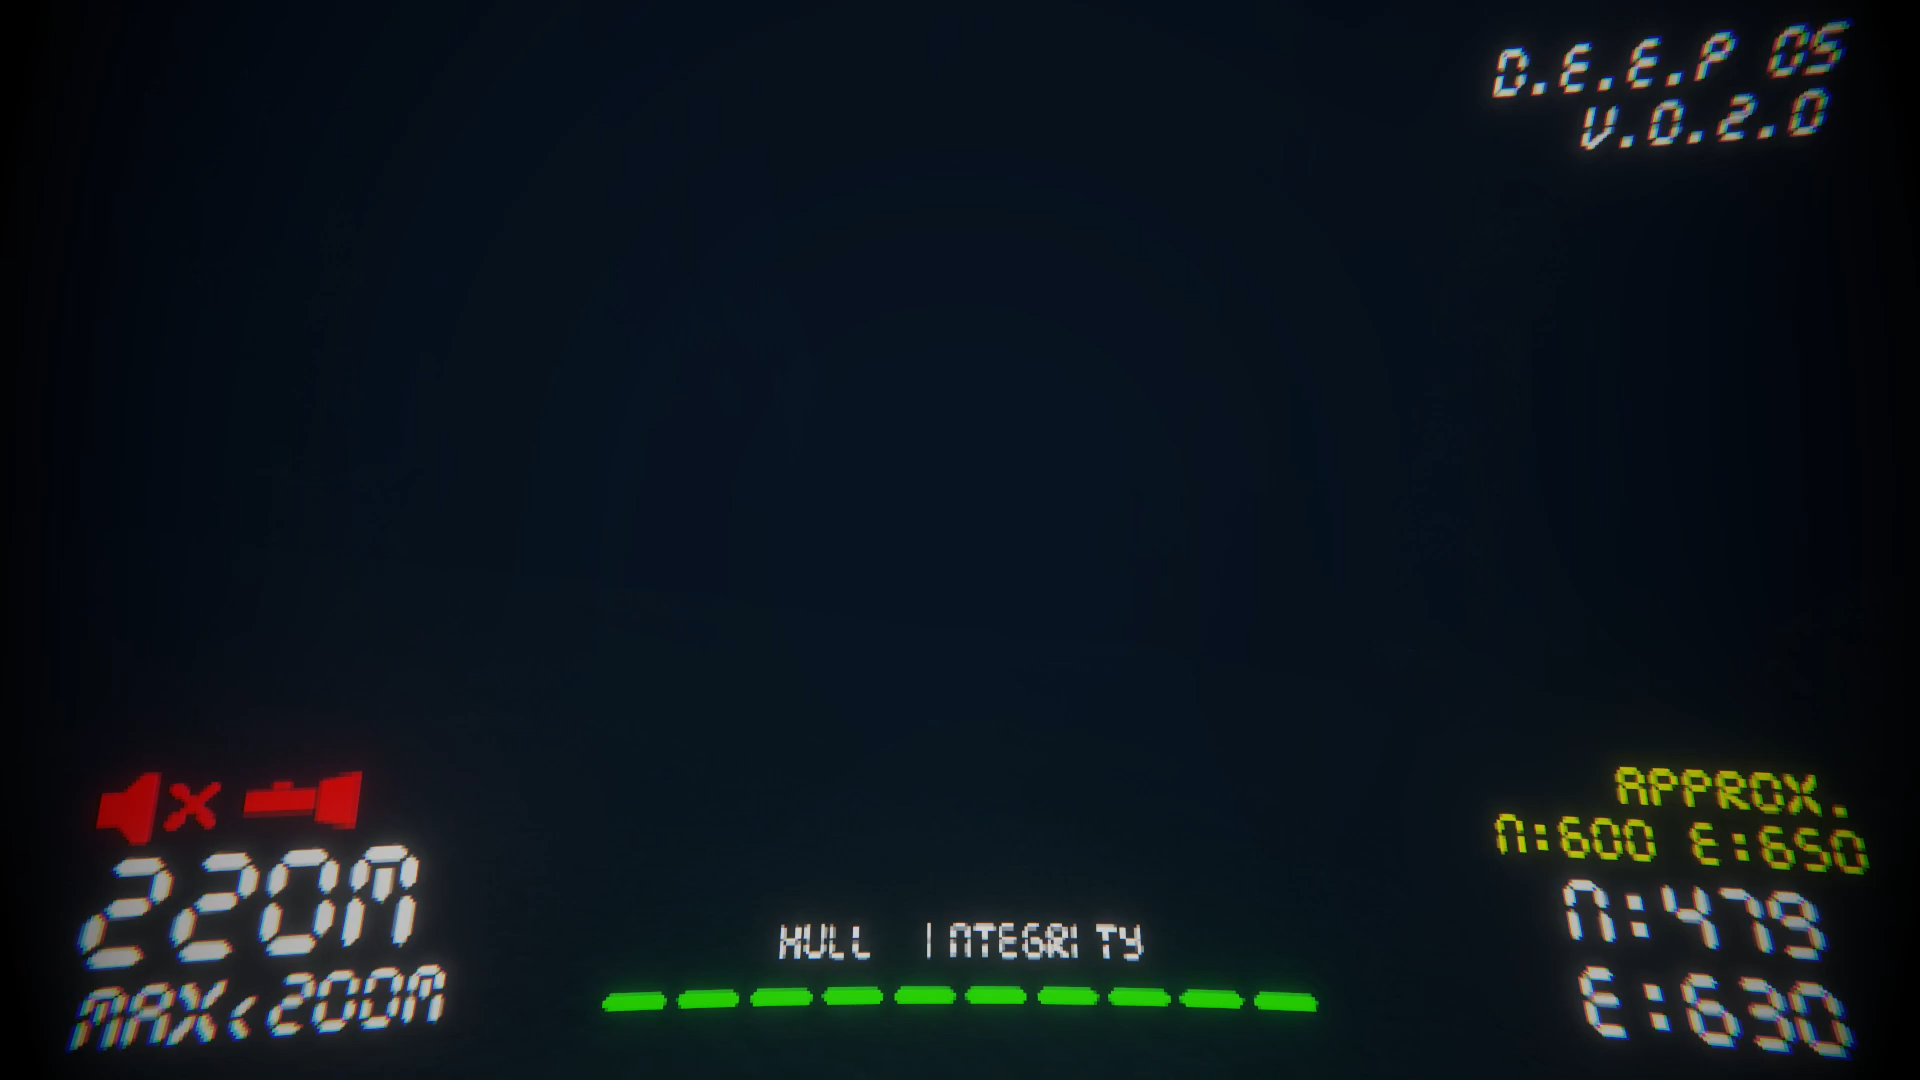 D.E.E.P OS
V.0.2.0
APPROX.
N:600 E:650
220M
N:479
HULL INTEGRITY
MAX<200M
E:630